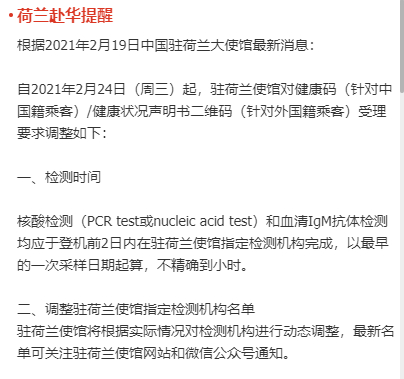 • 荷兰赴华提醒
根据2021年2月19日中国驻荷兰大使馆最新消息：
自2021年2月24日（周三）起，驻荷兰使馆对健康码（针对中
国籍乘客）/健康状况声明书二维码（针对外国籍乘客）受理
要求调整如下：
一、检测时间
核酸检测（PCR test或nucleic acid test）和血清IgM抗体检测
均应于登机前2日内在驻荷兰使馆指定检测机构完成，以最早
的一次采样日期起算，不精确到小时。
二、调整驻荷兰使馆指定检测机构名单
驻荷兰使馆将根据实际情况对检测机构进行动态调整，最新名
单可关注驻荷兰使馆网站和微信公众号通知。